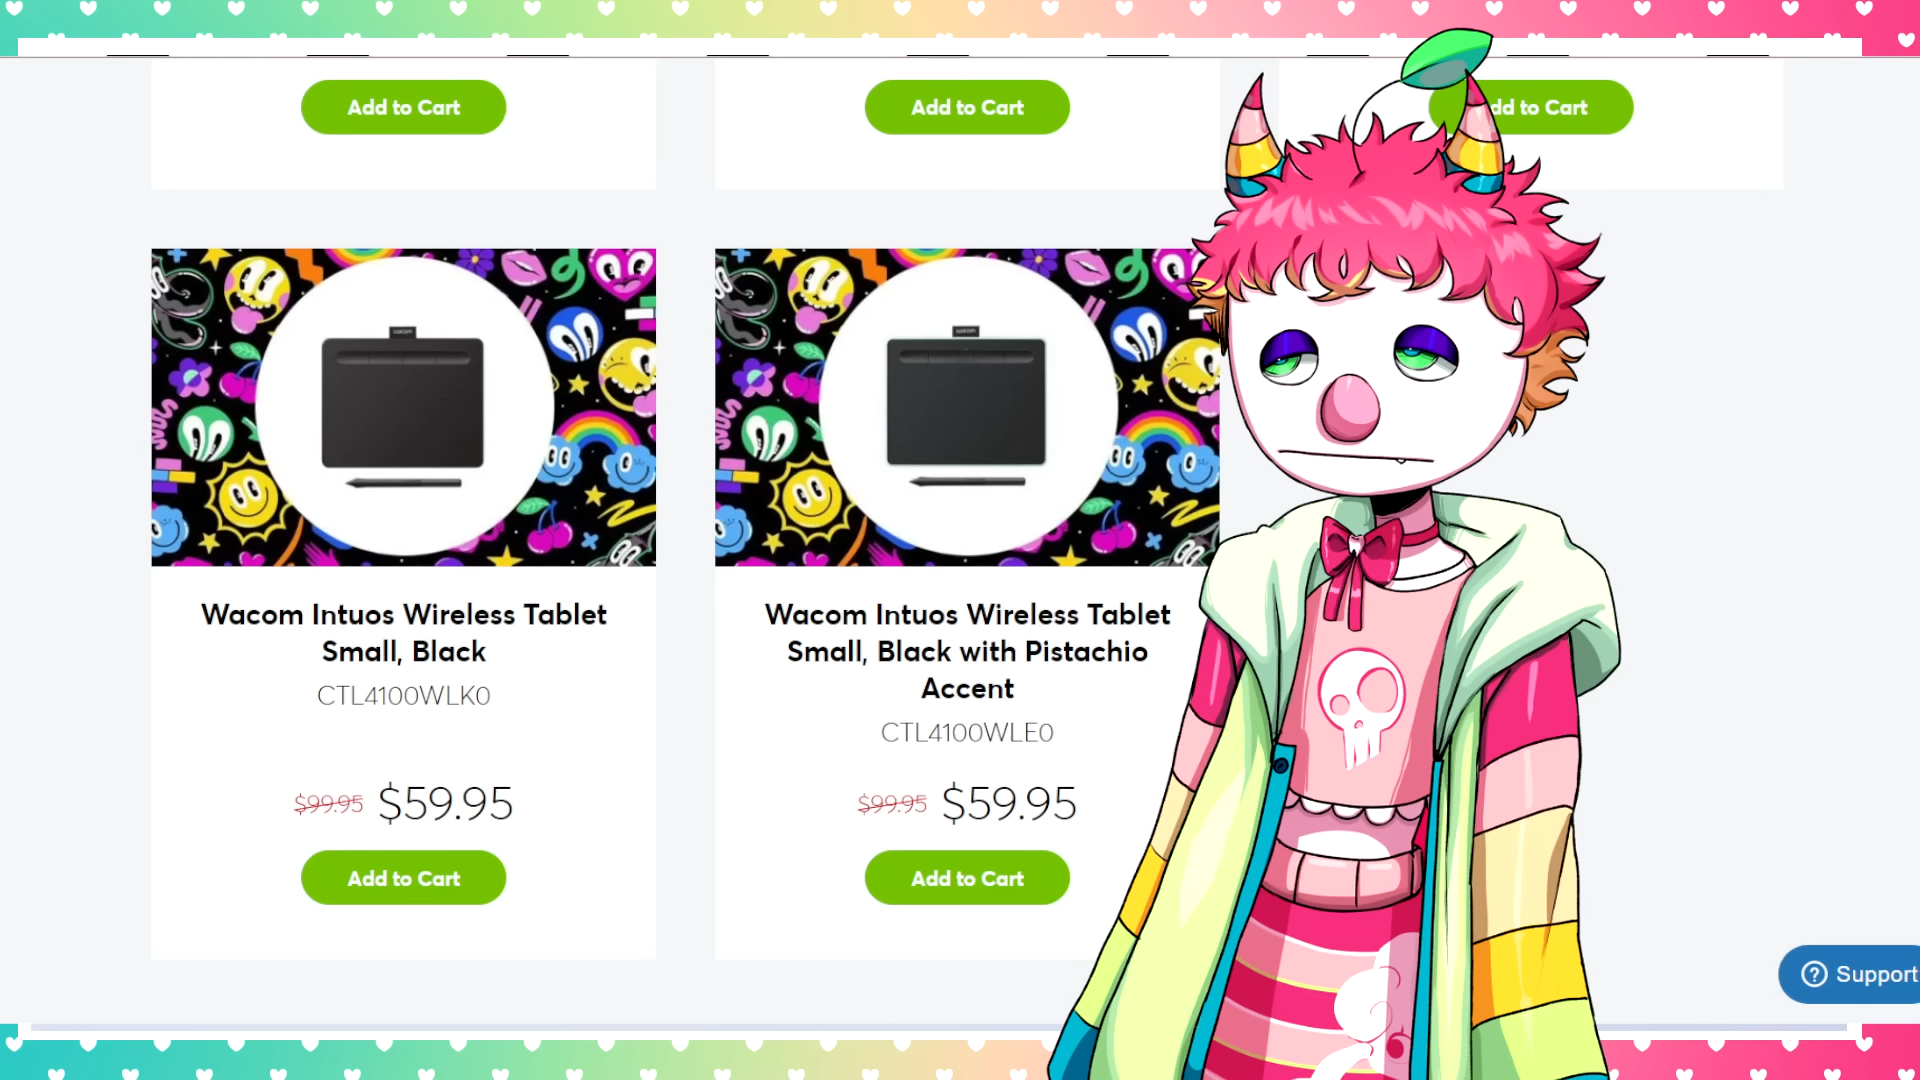 Add to Cart
Add to Cart
dd to Cart
wacom
wacom
Wacom Intuos Wireless Tablet
Small, Black
CTL4100WLK0
$99.95 $59.95
Add to Cart
Wacom Intuos Wireless Tablet
Small, Black with Pistachio
Accent
CTL4100WLE0
$99.95 $59.95
Add to Cart
? Support